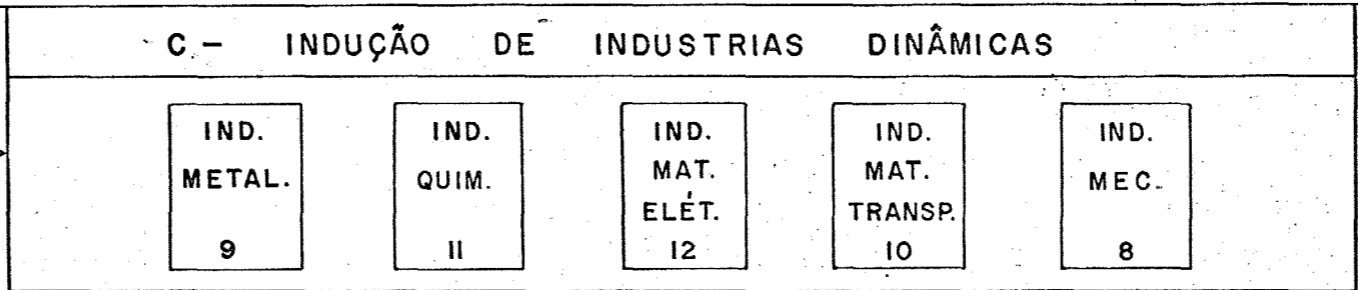 C - INDUÇÃO DE INDUSTRIAS DINÂMICAS
IND.
METAL.
9
IND.
QUIM.
11
IND.
MAT.
ELÉT.
12
IND.
MAT.
TRANSP.
10
IND.
MEC.
8